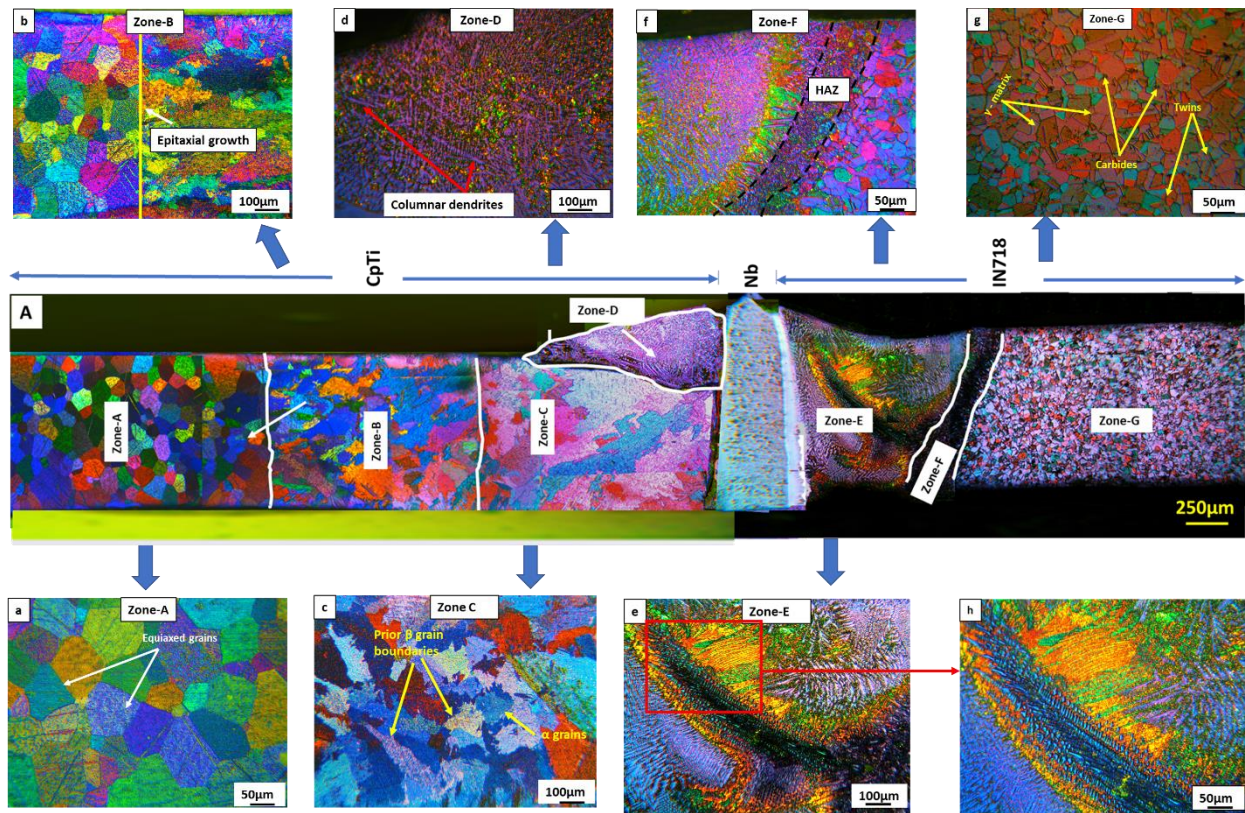 b
Zone-B
Epitaxial growth
100µm
d
Zone-D
Columnar dendrites
100µm
f
Zone-F
HAZ
50µm
g
Zone-G
γ- matrix
Carbides
Twins
50µm
CpTi
Nb
IN718
A
Zone-A
Zone-B
Zone-C
Zone-D
Zone-E
Zone-F
Zone-G
250µm
a
Zone-A
Equiaxed grains
50µm
c
Zone C
Prior β grain
boundaries
α grains
100µm
e
Zone-E
100µm
h
50µm